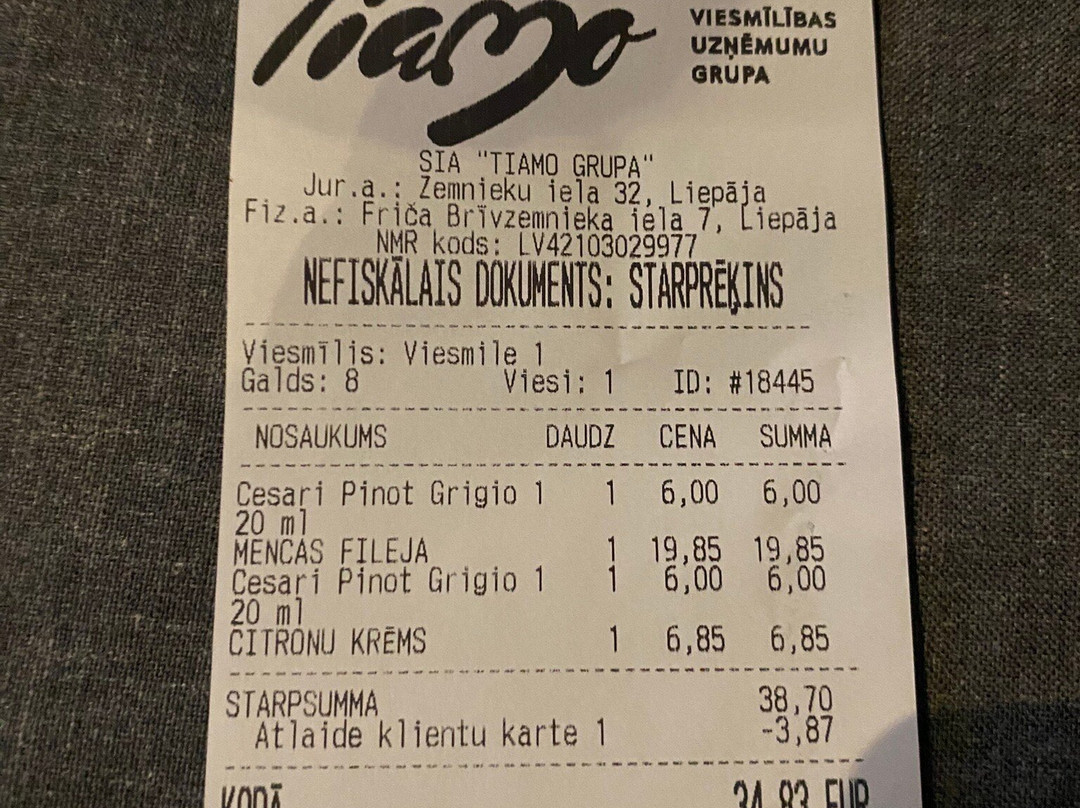 Tiamo
VIESMĪLĪBAS
UZŅĒMUMU
GRUPA
SIA "TIAMO GRUPA"
Jur.a.: Zemnieku iela 32, Liepāja
Fiz.a.: Friča Brīvzemnieka iela 7, Liepāja
NMR kods: LV42103029977
NEFISKĀLAIS DOKUMENTS: STARPRĒĶINS
Viesmīlis: Viesmile 1
Galds: 8 Viesi: 1 ID: #18445
NOSAUKUMS DAUDZ CENA SUMMA
Cesari Pinot Grigio 1 1 6,00 6,00
20 ml
MENCAS FILEJA 1 19,85 19,85
Cesari Pinot Grigio 1 1 6,00 6,00
20 ml
CITRONU KRĒMS 1 6,85 6,85
STARPSUMMA 38,70
Atlaide klientu karte 1 -3,87
KOPĀ 34,83 EUR